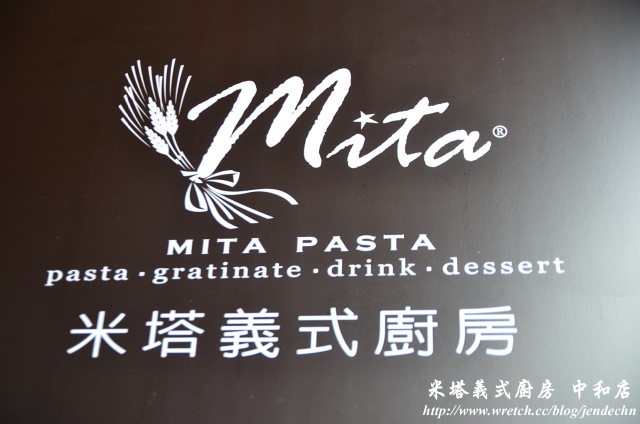 mita®
MITA PASTA
pasta · gratinate · drink · dessert
米塔義式廚房
米塔義式廚房 中和店
http://www.wretch.cc/blog/jendechn